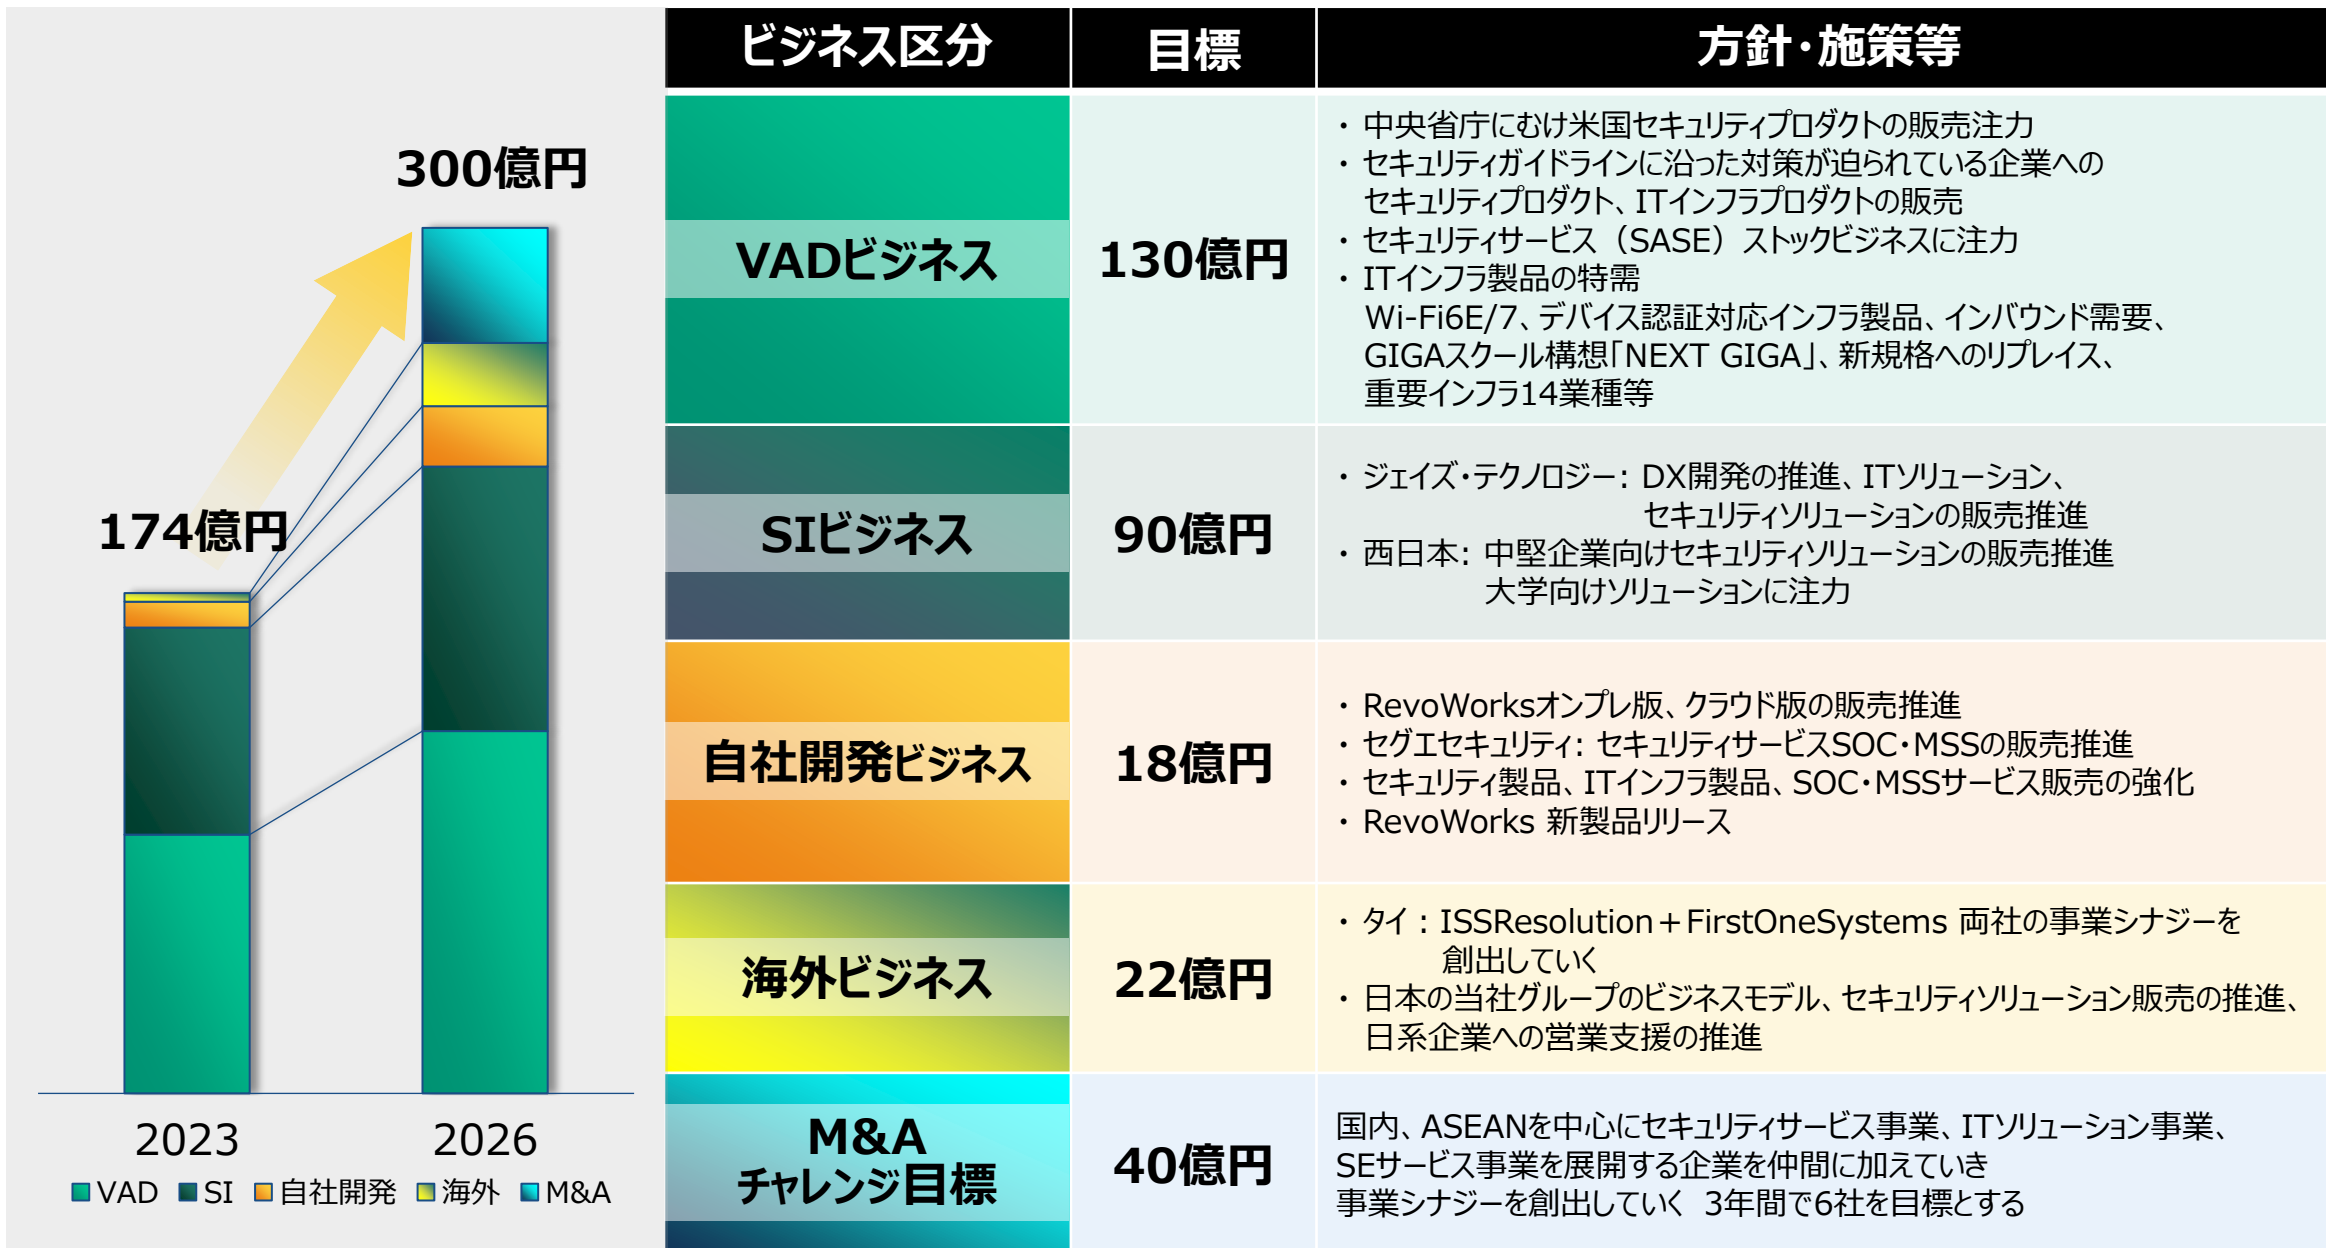 300億円
174億円
2023
2026
VAD
SI
自社開発
海外
M&A
ビジネス区分
目標
方針・施策等
VADビジネス
130億円
・ 中央省庁にむけ米国セキュリティプロダクトの販売注力
・ セキュリティガイドラインに沿った対策が迫られている企業への
セキュリティプロダクト、ITインフラプロダクトの販売
・ セキュリティサービス（SASE）ストックビジネスに注力
・ ITインフラ製品の特需
Wi-Fi6E/7、デバイス認証対応インフラ製品、インバウンド需要、
GIGAスクール構想「NEXT GIGA」、新規格へのリプレイス、
重要インフラ14業種等
SIビジネス
90億円
・ ジェイズ・テクノロジー: DX開発の推進、ITソリューション、
セキュリティソリューションの販売推進
・ 西日本: 中堅企業向けセキュリティソリューションの販売推進
大学向けソリューションに注力
自社開発ビジネス
18億円
・ RevoWorksオンプレ版、クラウド版の販売推進
・ セグエセキュリティ: セキュリティサービスSOC・MSSの販売推進
・ セキュリティ製品、ITインフラ製品、SOC・MSSサービス販売の強化
・ RevoWorks 新製品リリース
海外ビジネス
22億円
・ タイ : ISSResolution＋FirstOneSystems 両社の事業シナジーを
創出していく
・ 日本の当社グループのビジネスモデル、セキュリティソリューション販売の推進、
日系企業への営業支援の推進
M&A
チャレンジ目標
40億円
国内、ASEANを中心にセキュリティサービス事業、ITソリューション事業、
SEサービス事業を展開する企業を仲間に加えていき
事業シナジーを創出していく 3年間で6社を目標とする